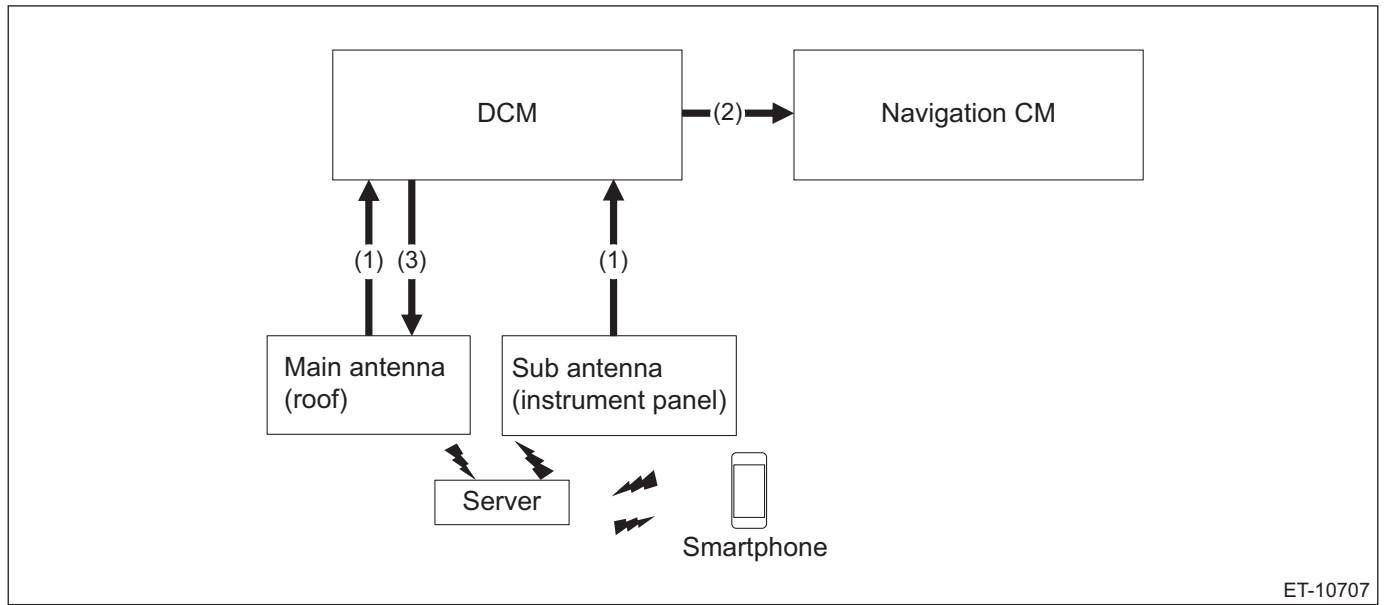 DCM
(2)
Navigation CM
(1)
(3)
(1)
Main antenna
(roof)
Sub antenna
(instrument panel)
Server
Smartphone
ET-10707